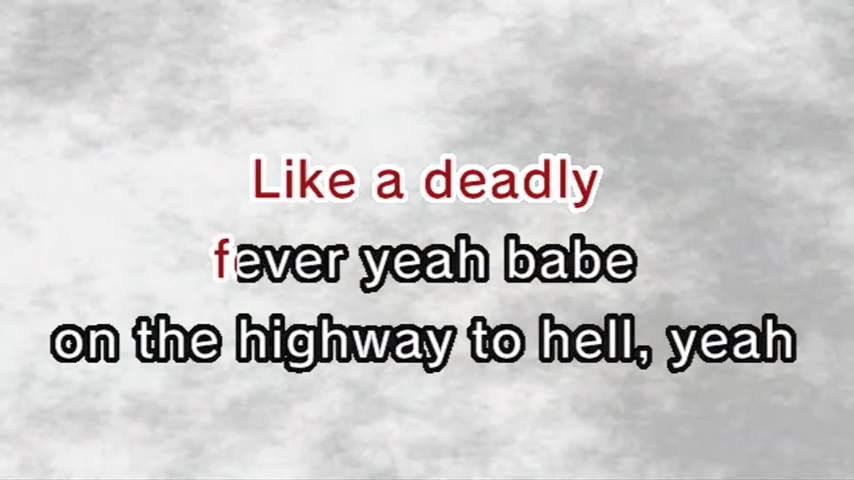 Like a deadly
fever yeah babe
on the highway to hell, yeah